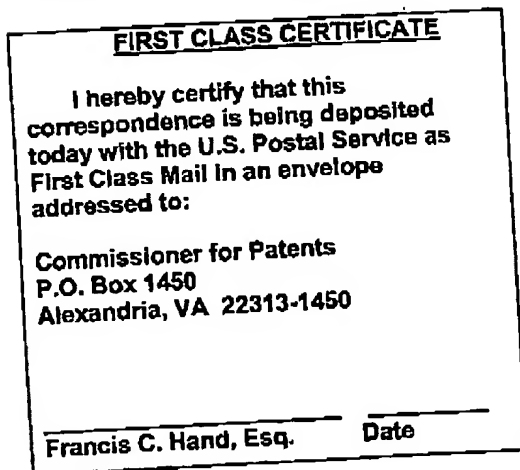 FIRST CLASS CERTIFICATE
I hereby certify that this
correspondence is being deposited
today with the U.S. Postal Service as
First Class Mail in an envelope
addressed to:
Commissioner for Patents
P.O. Box 1450
Alexandria, VA 22313-1450
Francis C. Hand, Esq. Date